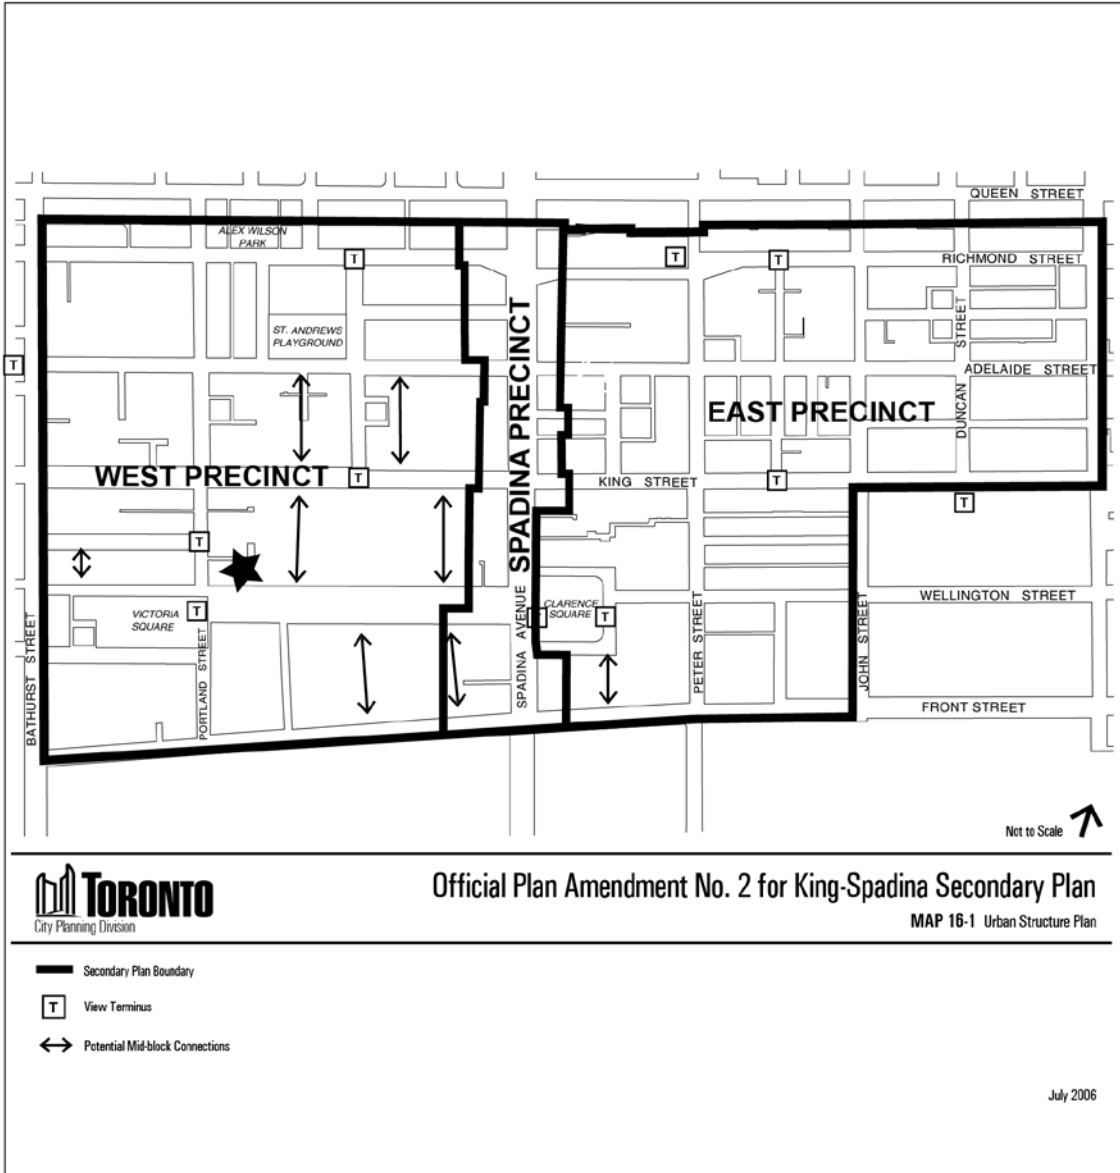 QUEEN STREET
ALEX WILSON
PARK
T
T
T
RICHMOND STREET
ST. ANDREWS
PLAYGROUND
STREET
T
ADELAIDE STREET
SPADINA PRECINCT
EAST PRECINCT
DUNCAN
WEST PRECINCT
T
KING STREET
T
T
T
VICTORIA
SQUARE
T
T
CLARENCE
SQUARE
T
WELLINGTON STREET
BATHURST STREET
PORTLAND STREET
SPADINA AVENUE
PETER STREET
JOHN STREET
FRONT STREET
Not to Scale
TORONTO
City Planning Division
Official Plan Amendment No. 2 for King-Spadina Secondary Plan
MAP 16-1 Urban Structure Plan
Secondary Plan Boundary
T View Terminus
Potential Mid-block Connections
July 2006